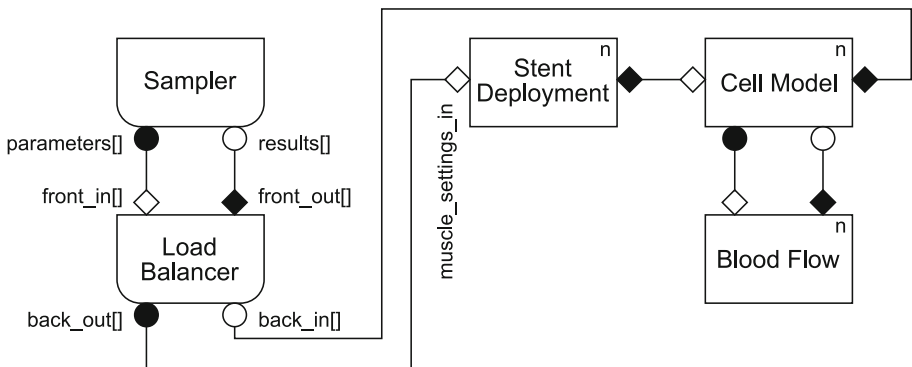 Sampler
parameters[]
results[]
front_in[]
front_out[]
Load
Balancer
back_out[]
back_in[]
muscle_settings_in
n
Stent
Deployment
n
Cell Model
n
Blood Flow